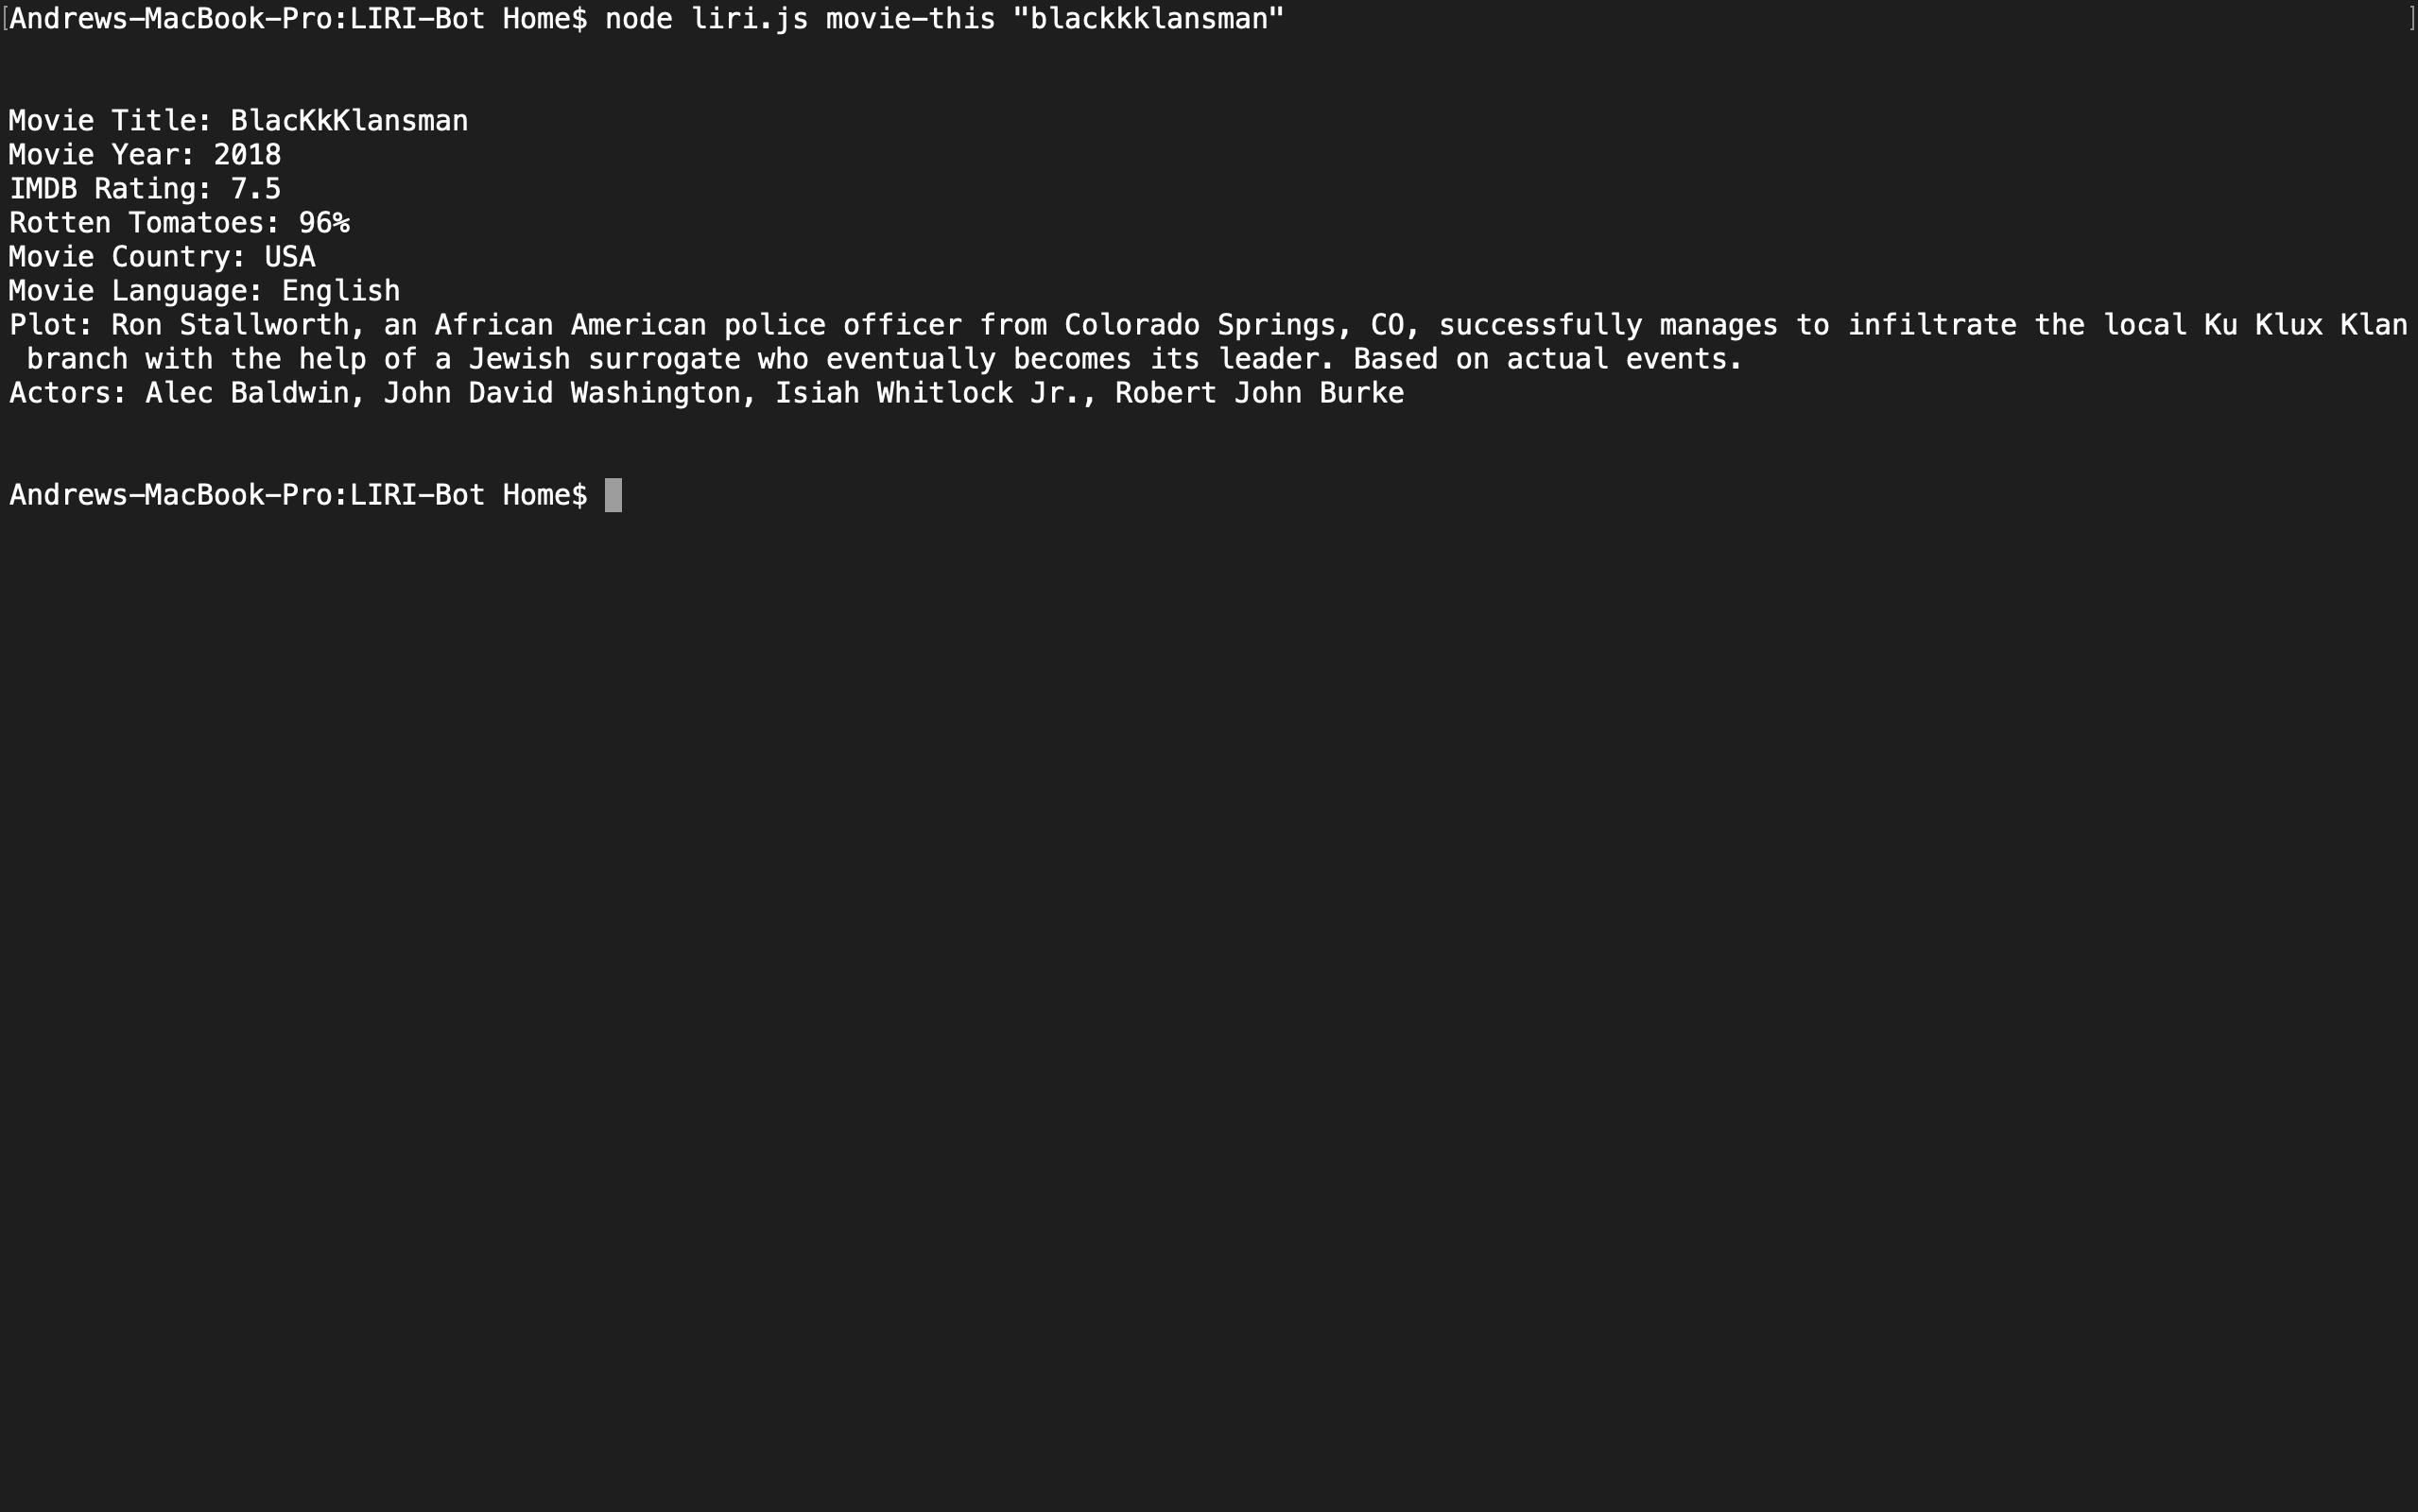 [Andrews-MacBook-Pro:LIRI-Bot Home$ node liri.js movie-this "blackkklansman" ]
Movie Title: BlacKkKlansman
Movie Year: 2018
IMDB Rating: 7.5
Rotten Tomatoes: 96%
Movie Country: USA
Movie Language: English
Plot: Ron Stallworth, an African American police officer from Colorado Springs, CO, successfully manages to infiltrate the local Ku Klux Klan
branch with the help of a Jewish surrogate who eventually becomes its leader. Based on actual events.
Actors: Alec Baldwin, John David Washington, Isiah Whitlock Jr., Robert John Burke
Andrews-MacBook-Pro:LIRI-Bot Home$